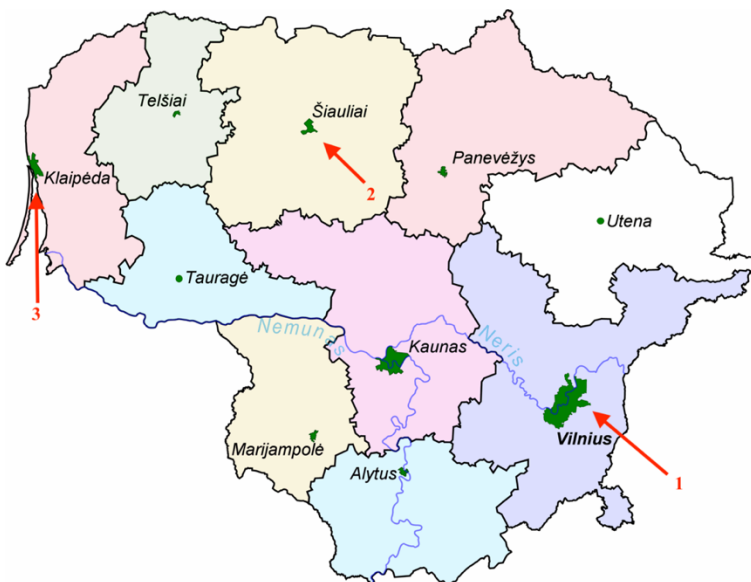 Telšiai
Šiauliai
Panevėžys
Klaipėda
2
Utena
Tauragė
3
Nemunas
Neris
Kaunas
Marijampolė
Vilnius
Alytus
1